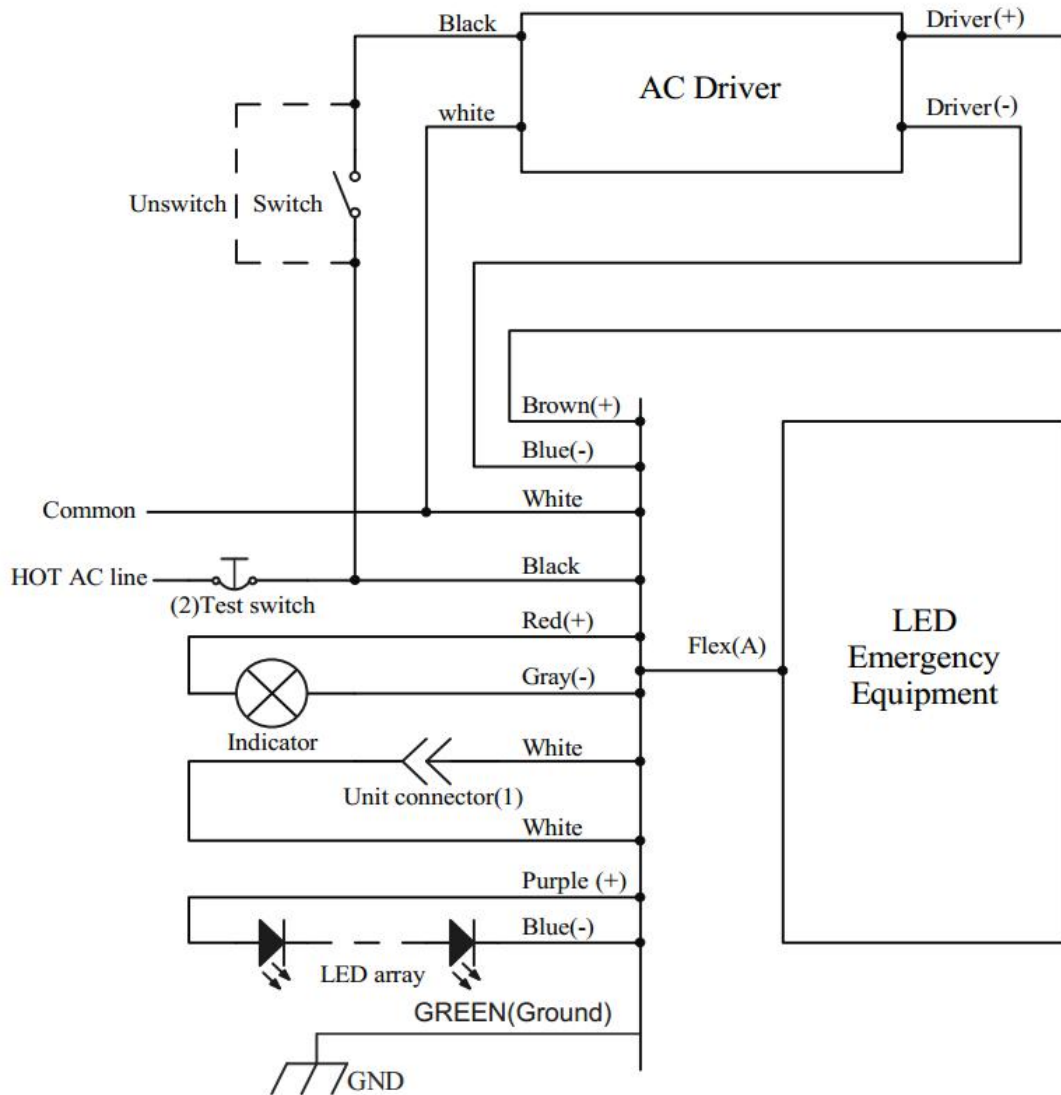 Black
Driver(+)
AC Driver
white
Driver(-)
Unswitch
Switch
Brown(+)
Blue(-)
White
Common
HOT AC line
Black
(2)Test switch
Red(+)
Flex(A)
LED
Emergency
Equipment
Gray(-)
Indicator
White
Unit connector(1)
White
Purple (+)
Blue(-)
LED array
GREEN(Ground)
GND